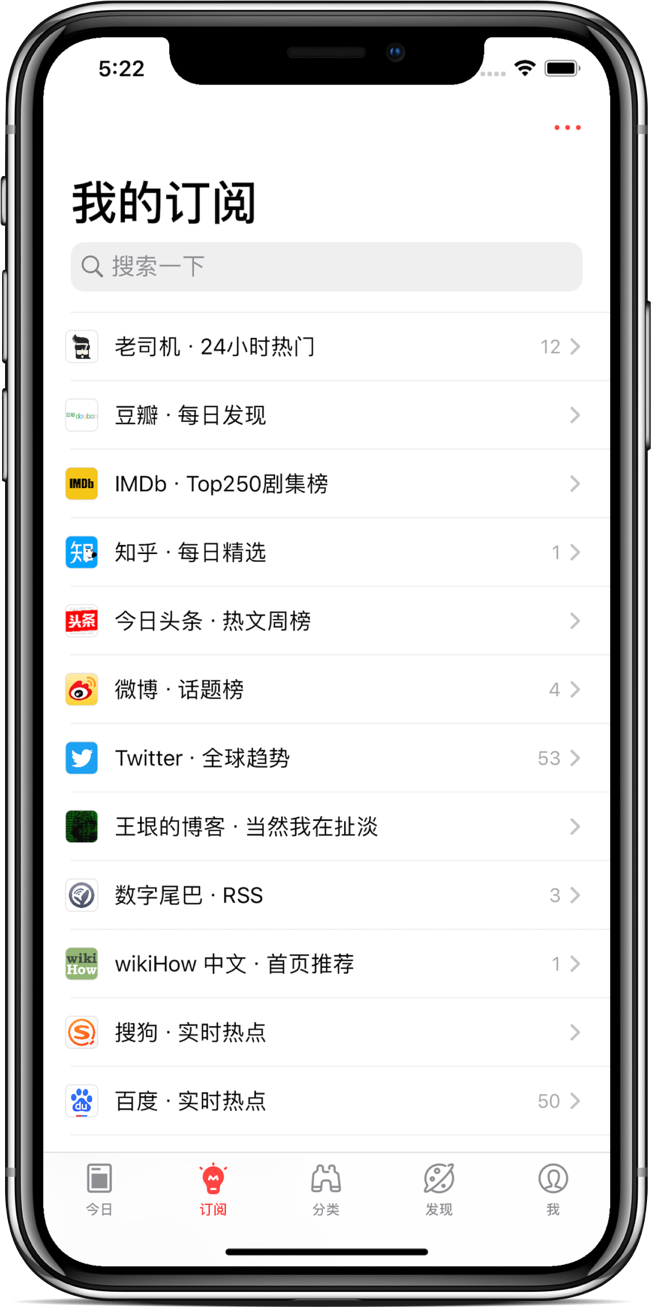 5:22
我的订阅
搜索一下
老司机 · 24小时热门 12
豆瓣 · 每日发现
IMDb
IMDb · Top250剧集榜
知
知乎 · 每日精选 1
头条
今日头条 · 热文周榜
微博 · 话题榜 4
Twitter · 全球趋势 53
王垠的博客 · 当然我在扯淡
数字尾巴 · RSS 3
wiki
How
wikiHow 中文 · 首页推荐 1
S
搜狗 · 实时热点
du
百度 · 实时热点 50
今日 订阅 分类 发现 我